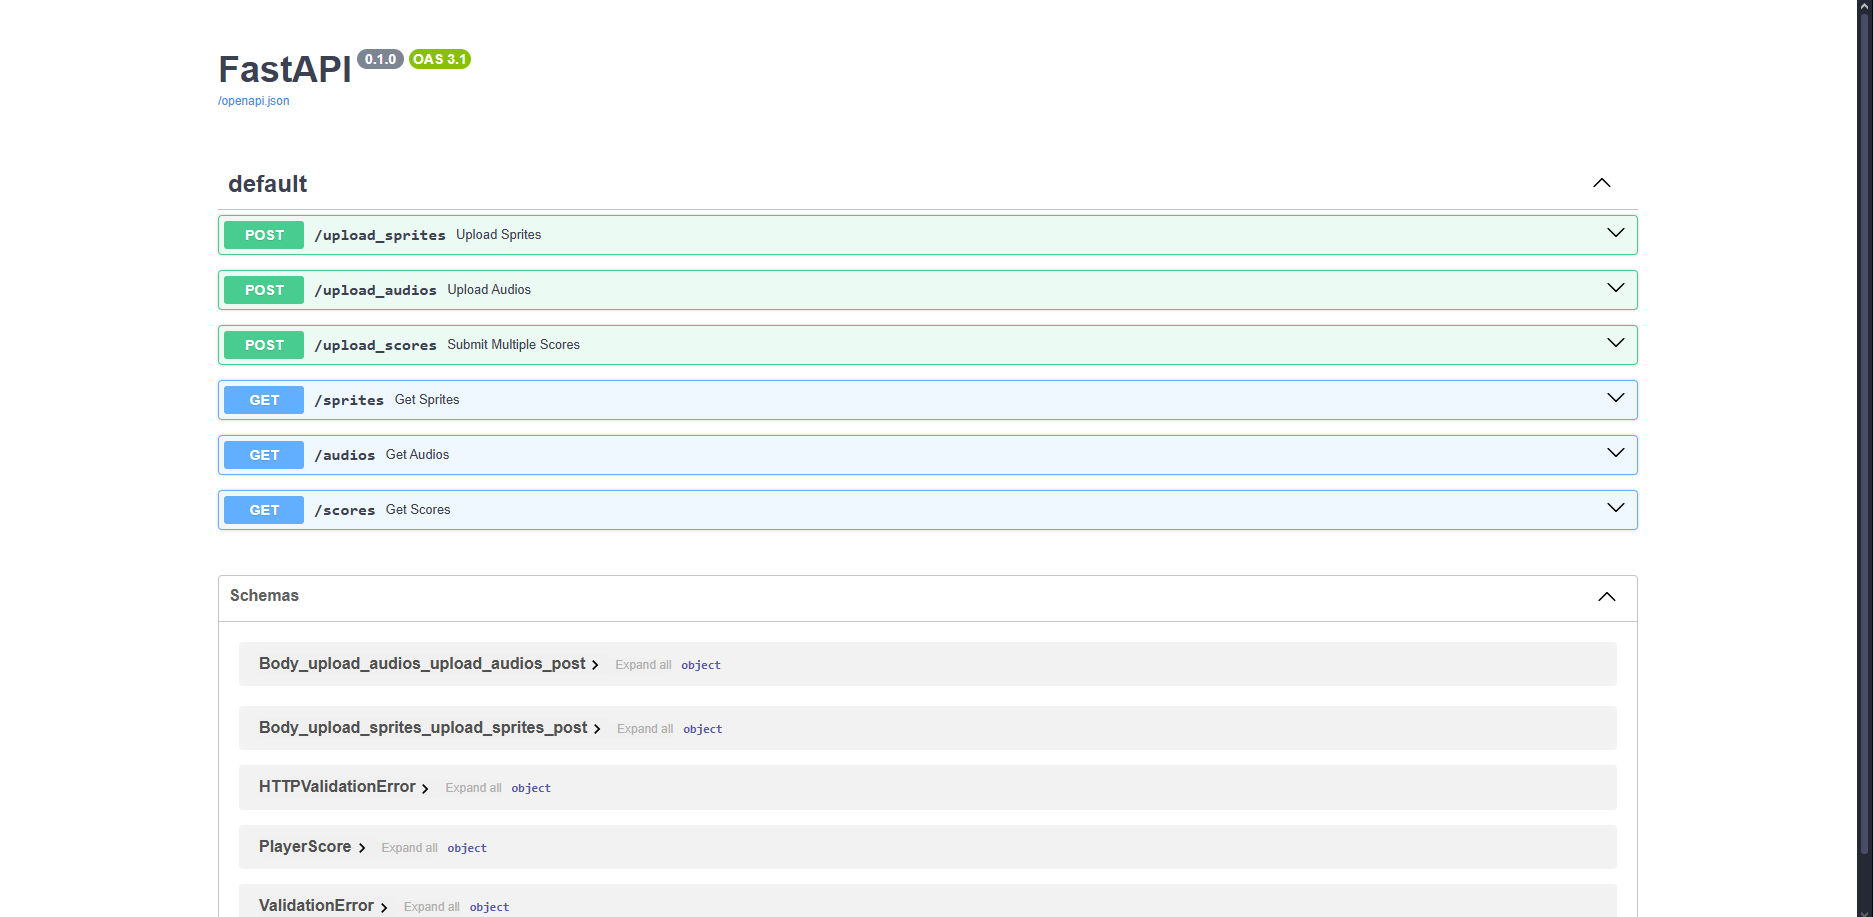 FastAPI 0.1.0 OAS 3.1
/openapi.json
default
POST /upload_sprites Upload Sprites
POST /upload_audios Upload Audios
POST /upload_scores Submit Multiple Scores
GET /sprites Get Sprites
GET /audios Get Audios
GET /scores Get Scores
Schemas
Body_upload_audios_upload_audios_post Expand all object
Body_upload_sprites_upload_sprites_post Expand all object
HTTPValidationError Expand all object
PlayerScore Expand all object
ValidationError Expand all object